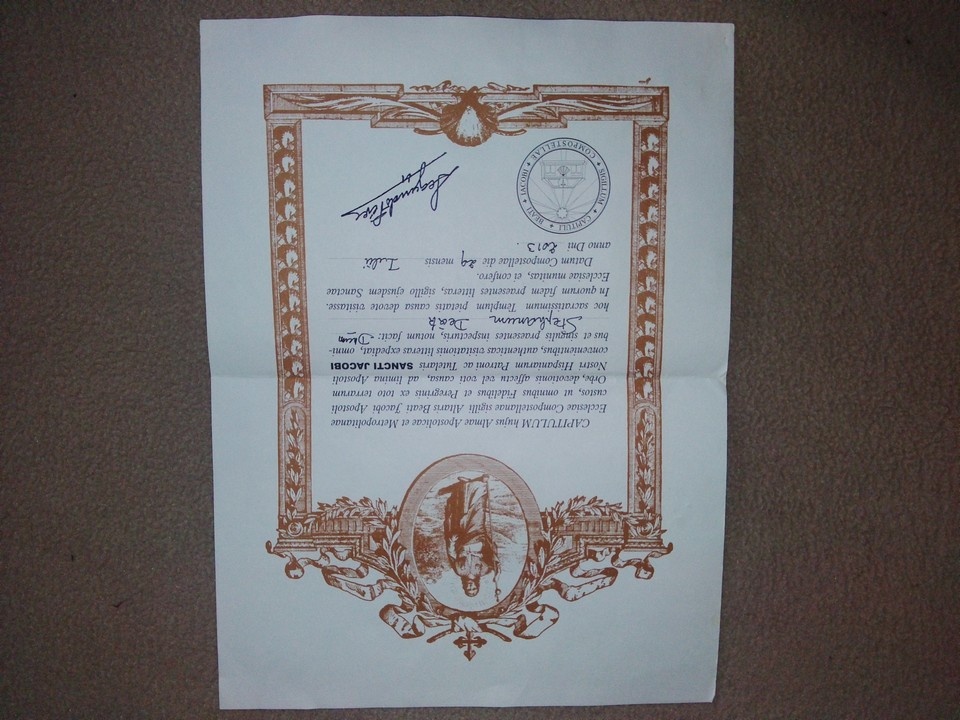 CAPITULUM hujus Almae Apostolicae et Metropolitanae
Ecclesiae Compostellanae sigilli Altaris Beati Jacobi Apostoli
custos, ut omnibus Fidelibus et Peregrinis ex toto terrarum
Orbe, devotionis affectu vel voti causa, ad limina Apostoli
Nostri Hispaniarum Patroni ac Tutelaris SANCTI JACOBI
convenientibus, authenticas visitationis litteras expediat, omni-
bus et singulis praesentes inspecturis, notum facit: Dnum
Stephanum Deák
hoc sacratissimum Templum pietatis causa devote visitasse.
In quorum fidem praesentes litteras, sigillo ejusdem Sanctae
Ecclesiae munitas, ei confero.
Datum Compostellae die 29 mensis Iulii
anno Dni 2013.
SIGILLUM CAPITULI BEATI IACOBI COMPOSTELLAE